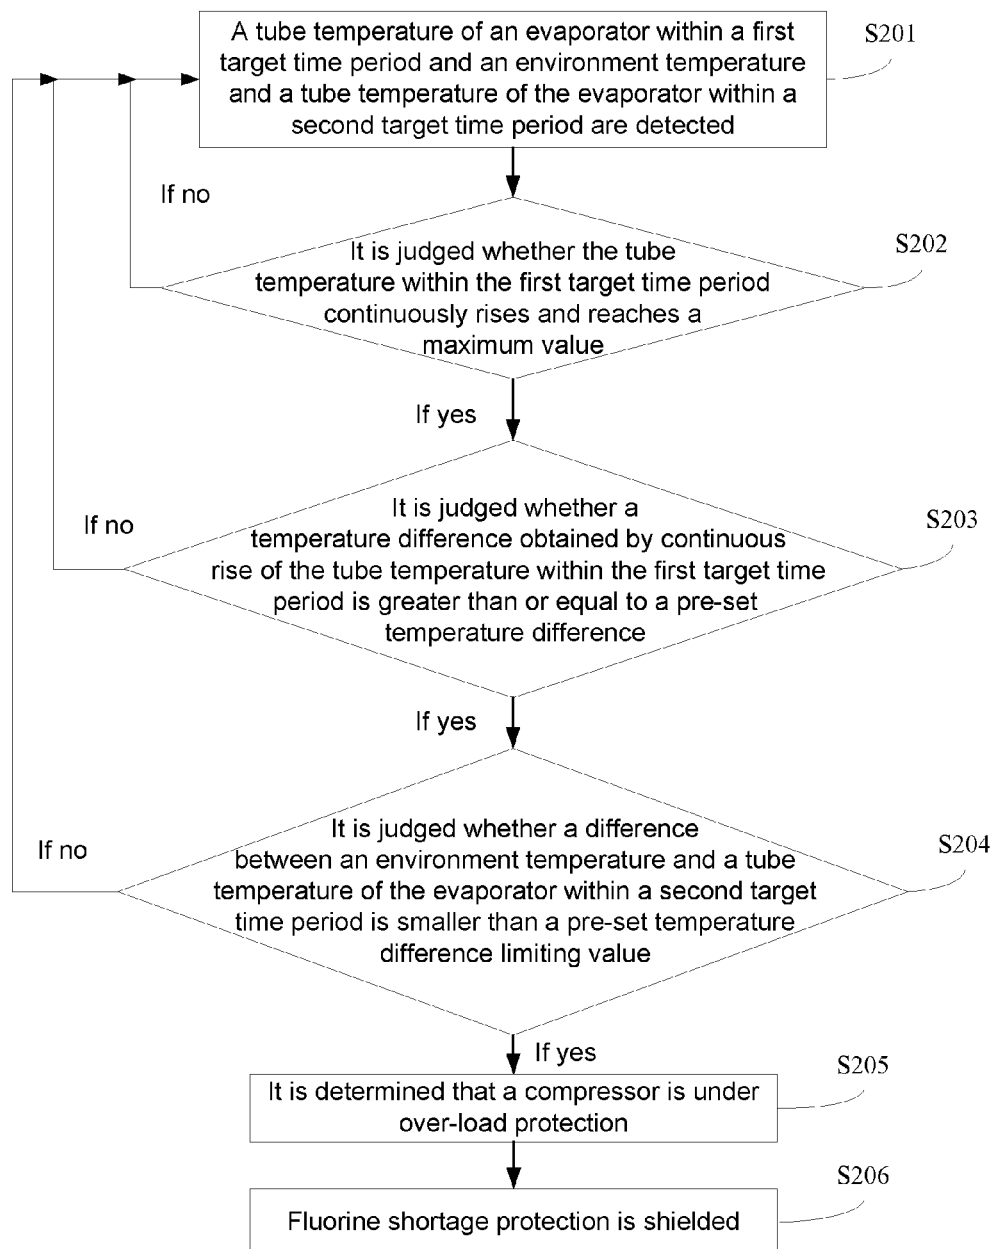 A tube temperature of an evaporator within a first
target time period and an environment temperature
and a tube temperature of the evaporator within a
second target time period are detected
S201
If no
It is judged whether the tube
temperature within the first target time period
continuously rises and reaches a
maximum value
S202
If yes
If no
It is judged whether a
temperature difference obtained by continuous
rise of the tube temperature within the first target time
period is greater than or equal to a pre-set
temperature difference
S203
If yes
If no
It is judged whether a difference
between an environment temperature and a tube
temperature of the evaporator within a second target
time period is smaller than a pre-set temperature
difference limiting value
S204
If yes
It is determined that a compressor is under
over-load protection
S205
Fluorine shortage protection is shielded
S206